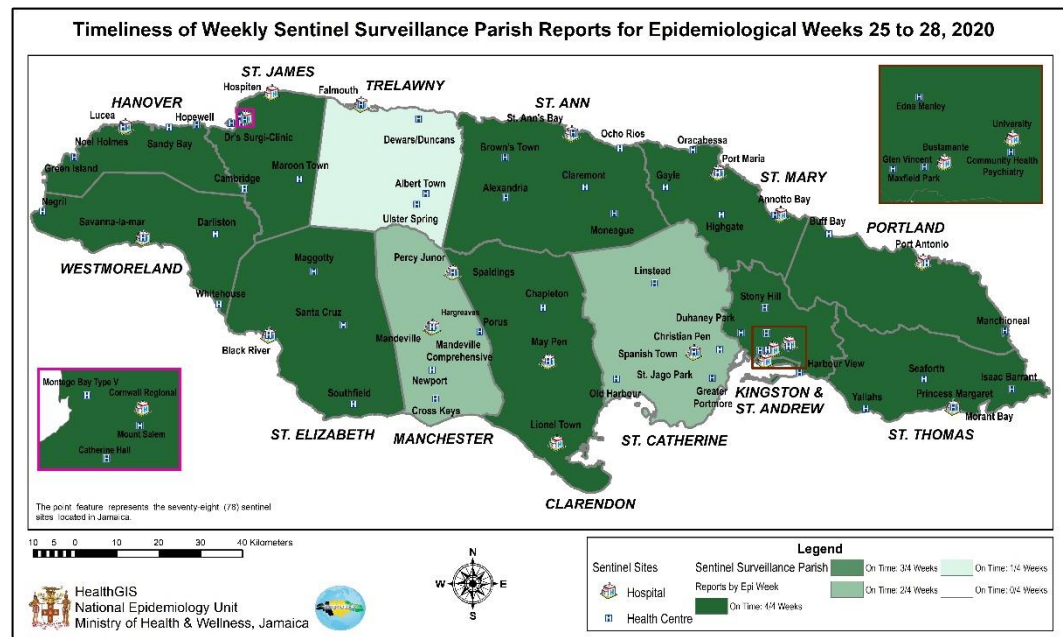 Timeliness of Weekly Sentinel Surveillance Parish Reports for Epidemiological Weeks 25 to 28, 2020
ST. JAMES
Hospiten
TRELAWNY
Falmouth
HANOVER
Lucea
Hopewell
Noel Holmes
Sandy Bay
Green Island
Dr's Surgi-Clinic
Maroon Town
Cambridge
Dewars/Duncans
Albert Town
Ulster Spring
ST. ANN
St. Ann's Bay
Ocho Rios
Brown's Town
Alexandria
Claremont
Moneague
Oracabessa
Port Maria
Gayle
ST. MARY
Annotto Bay
Highgate
Buff Bay
PORTLAND
Port Antonio
Manchioneal
Edna Manley
University
Bustamante
Glen Vincent
Community Health
Psychiatry
Maxfield Park
Negril
Savanna-la-mar
Darliston
WESTMORELAND
Whitehouse
Maggotty
Santa Cruz
Black River
Southfield
ST. ELIZABETH
Percy Junor
Spaldings
Hargreaves
Mandeville
Mandeville
Comprehensive
Porus
Newport
Cross Keys
MANCHESTER
Chapleton
May Pen
Lionel Town
CLARENDON
Linstead
Christian Pen
Spanish Town
St. Jago Park
Old Harbour
Greater
Portmore
ST. CATHERINE
Stony Hill
Duhaney Park
Harbour View
KINGSTON &
ST. ANDREW
Seaforth
Isaac Barrant
Yallahs
Princess Margaret
Morant Bay
ST. THOMAS
Montego Bay Type V
Cornwall Regional
Mount Salem
Catherine Hall
The point feature represents the seventy-eight (78) sentinel
sites located in Jamaica.
10 5 0 10 20 30 40 Kilometers
HealthGIS
National Epidemiology Unit
Ministry of Health & Wellness, Jamaica
N
W E
S
Legend
Sentinel Sites
Hospital
Health Centre
Sentinel Surveillance Parish
Reports by Epi Week
On Time: 4/4 Weeks
On Time: 3/4 Weeks
On Time: 2/4 Weeks
On Time: 1/4 Weeks
On Time: 0/4 Weeks